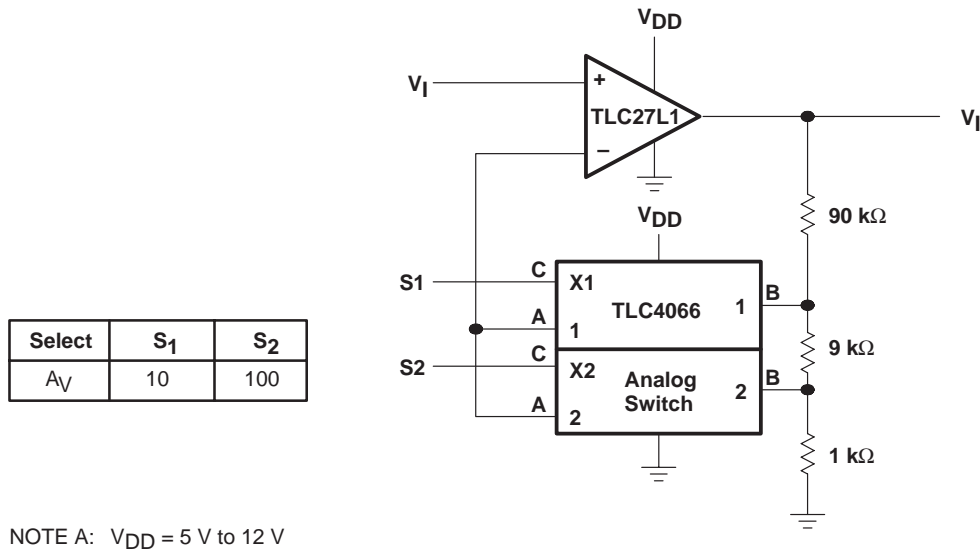 VDD
VI
+
TLC27L1
VI
–
90 kΩ
VDD
S1
C
X1
TLC4066
1
B
A
1
9 kΩ
S2
C
X2
Analog
Switch
2
B
A
2
1 kΩ
Select S1 S2
AV 10 100
NOTE A: VDD = 5 V to 12 V